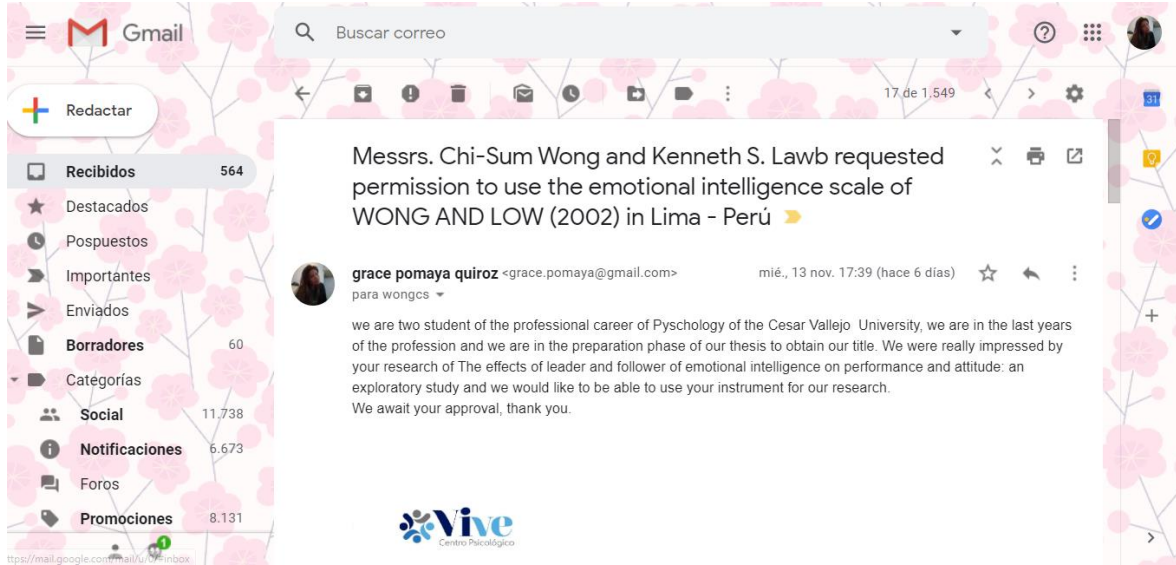 Gmail
Buscar correo
Redactar
17 de 1.549
31
Recibidos 564
Destacados
Pospuestos
Importantes
Enviados
Borradores 60
Categorías
Social 11.738
Notificaciones 6.673
Foros
Promociones 8.131
1
ttps://mail.google.com/mail/u/0/#inbox
Messrs. Chi-Sum Wong and Kenneth S. Lawb requested
permission to use the emotional intelligence scale of
WONG AND LOW (2002) in Lima - Perú
grace pomaya quiroz <grace.pomaya@gmail.com> mié., 13 nov. 17:39 (hace 6 días)
para wongcs
we are two student of the professional career of Pyschology of the Cesar Vallejo University, we are in the last years
of the profession and we are in the preparation phase of our thesis to obtain our title. We were really impressed by
your research of The effects of leader and follower of emotional intelligence on performance and attitude: an
exploratory study and we would like to be able to use your instrument for our research.
We await your approval, thank you.
Vive
Centro Psicológico